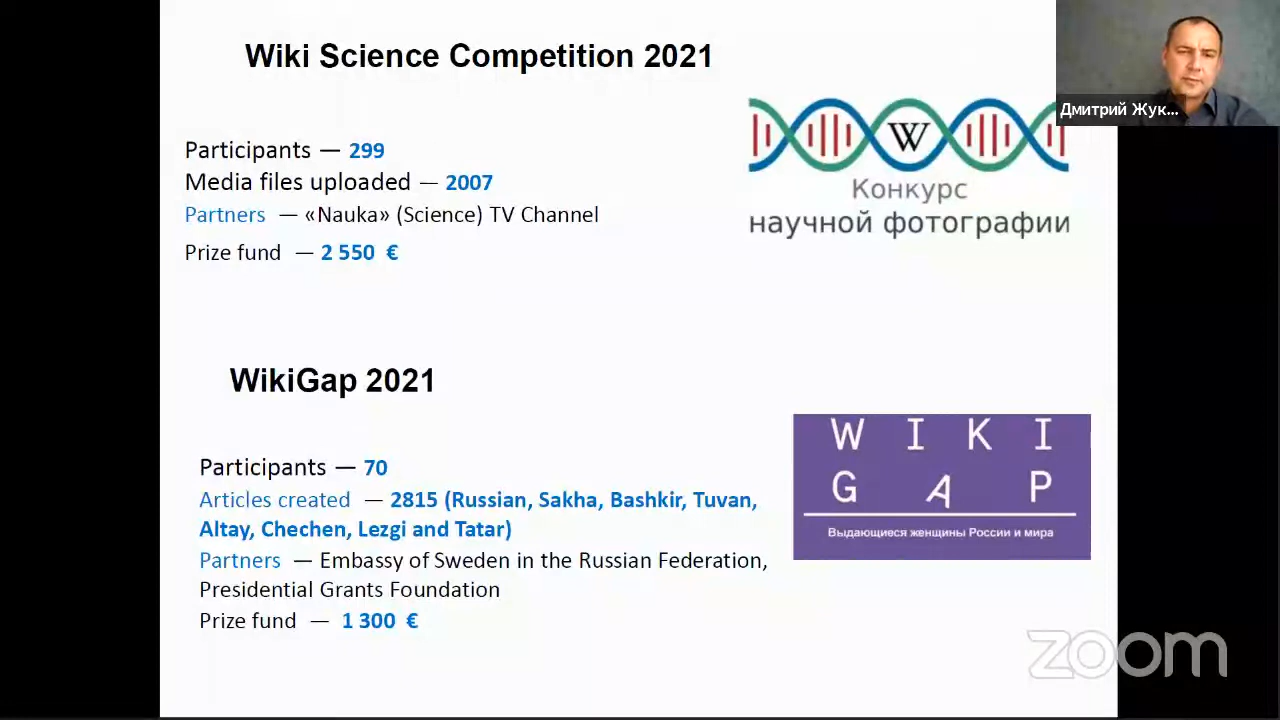 Wiki Science Competition 2021
Дмитрий Жук...
Participants — 299
Media files uploaded — 2007
Partners — «Nauka» (Science) TV Channel
Prize fund — 2 550 €
W
Конкурс
научной фотографии
WikiGap 2021
Participants — 70
Articles created — 2815 (Russian, Sakha, Bashkir, Tuvan,
Altay, Chechen, Lezgi and Tatar)
Partners — Embassy of Sweden in the Russian Federation,
Presidential Grants Foundation
Prize fund — 1 300 €
WIKI
GAP
Выдающиеся женщины России и мира
zoom